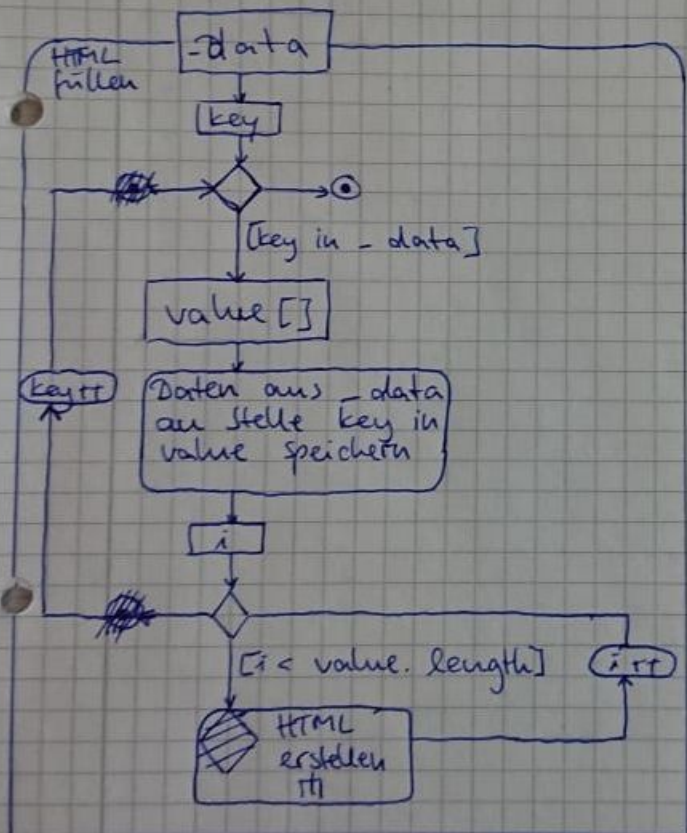 HTML
füllen
_data
key
[key in _data]
value []
key++
Daten aus _data
an Stelle key in
value speichern
i
[i < value.length]
i++
HTML
erstellen